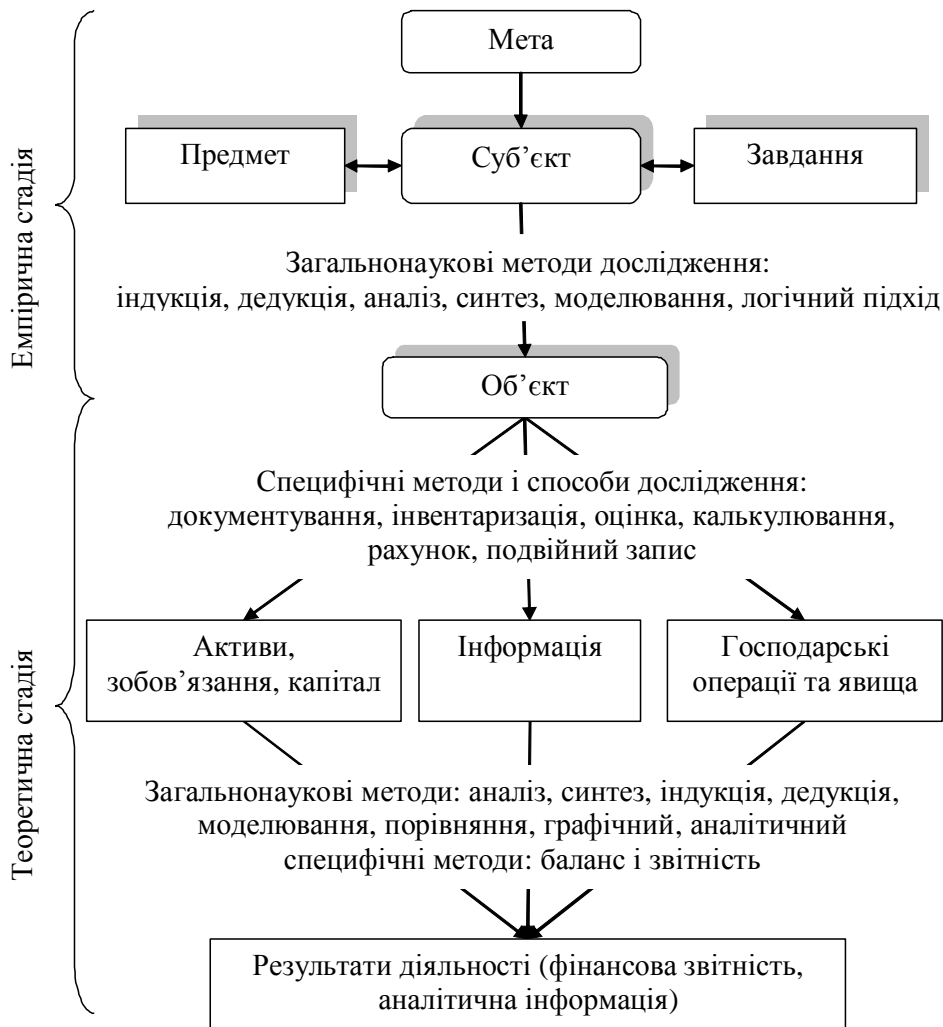 Мета
Предмет
Суб’єкт
Завдання
Емпірична стадія
Загальнонаукові методи дослідження:
індукція, дедукція, аналіз, синтез, моделювання, логічний підхід
Об’єкт
Специфічні методи і способи дослідження:
документування, інвентаризація, оцінка, калькулювання,
рахунок, подвійний запис
Активи,
зобов’язання, капітал
Інформація
Господарські
операції та явища
Теоретична стадія
Загальнонаукові методи: аналіз, синтез, індукція, дедукція,
моделювання, порівняння, графічний, аналітичний
специфічні методи: баланс і звітність
Результати діяльності (фінансова звітність,
аналітична інформація)